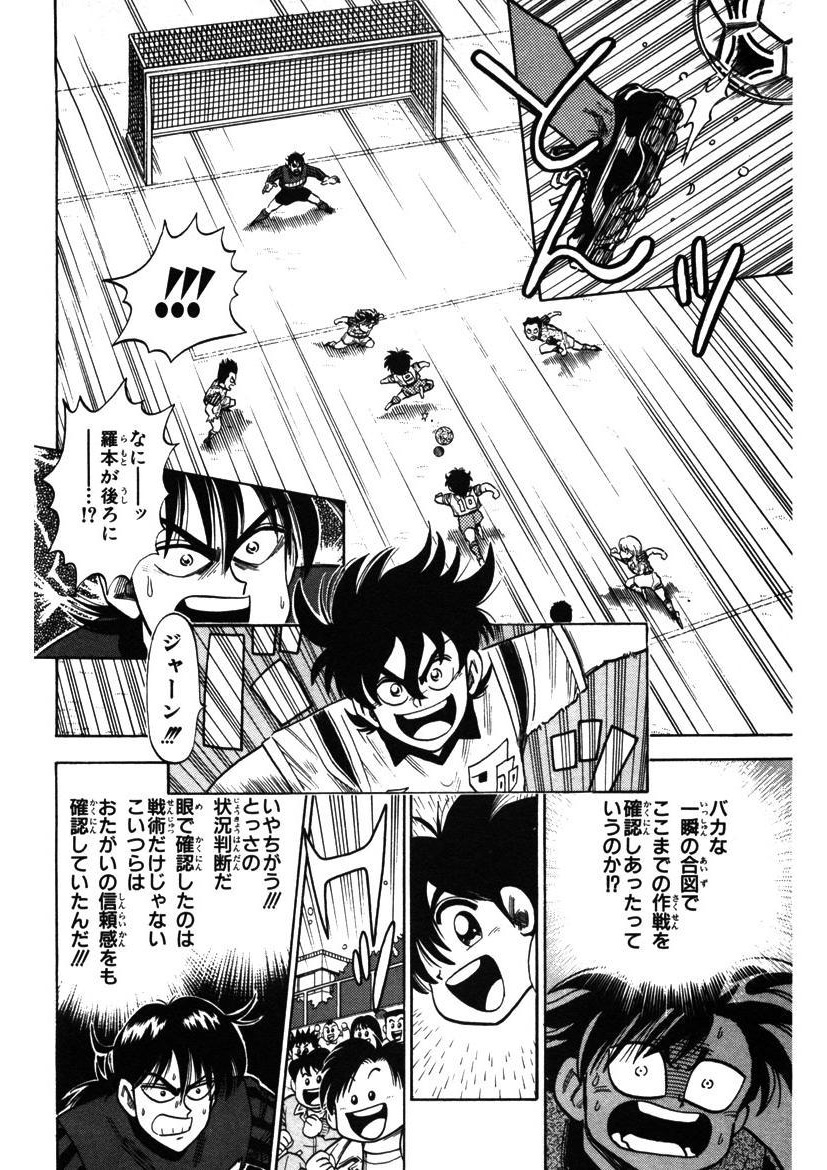 とん
!!!
なにーッ
羅本が後ろに
ー…!?
ジャーン!!!
バカな
一瞬の合図で
ここまでの作戦を
確認しあったって
いうのか!?
いやちがう!!!
とっさの
状況判断だ
眼で確認したのは
戦術だけじゃない
こいつらは
おたがいの信頼感をも
確認していたんだ!!!
10